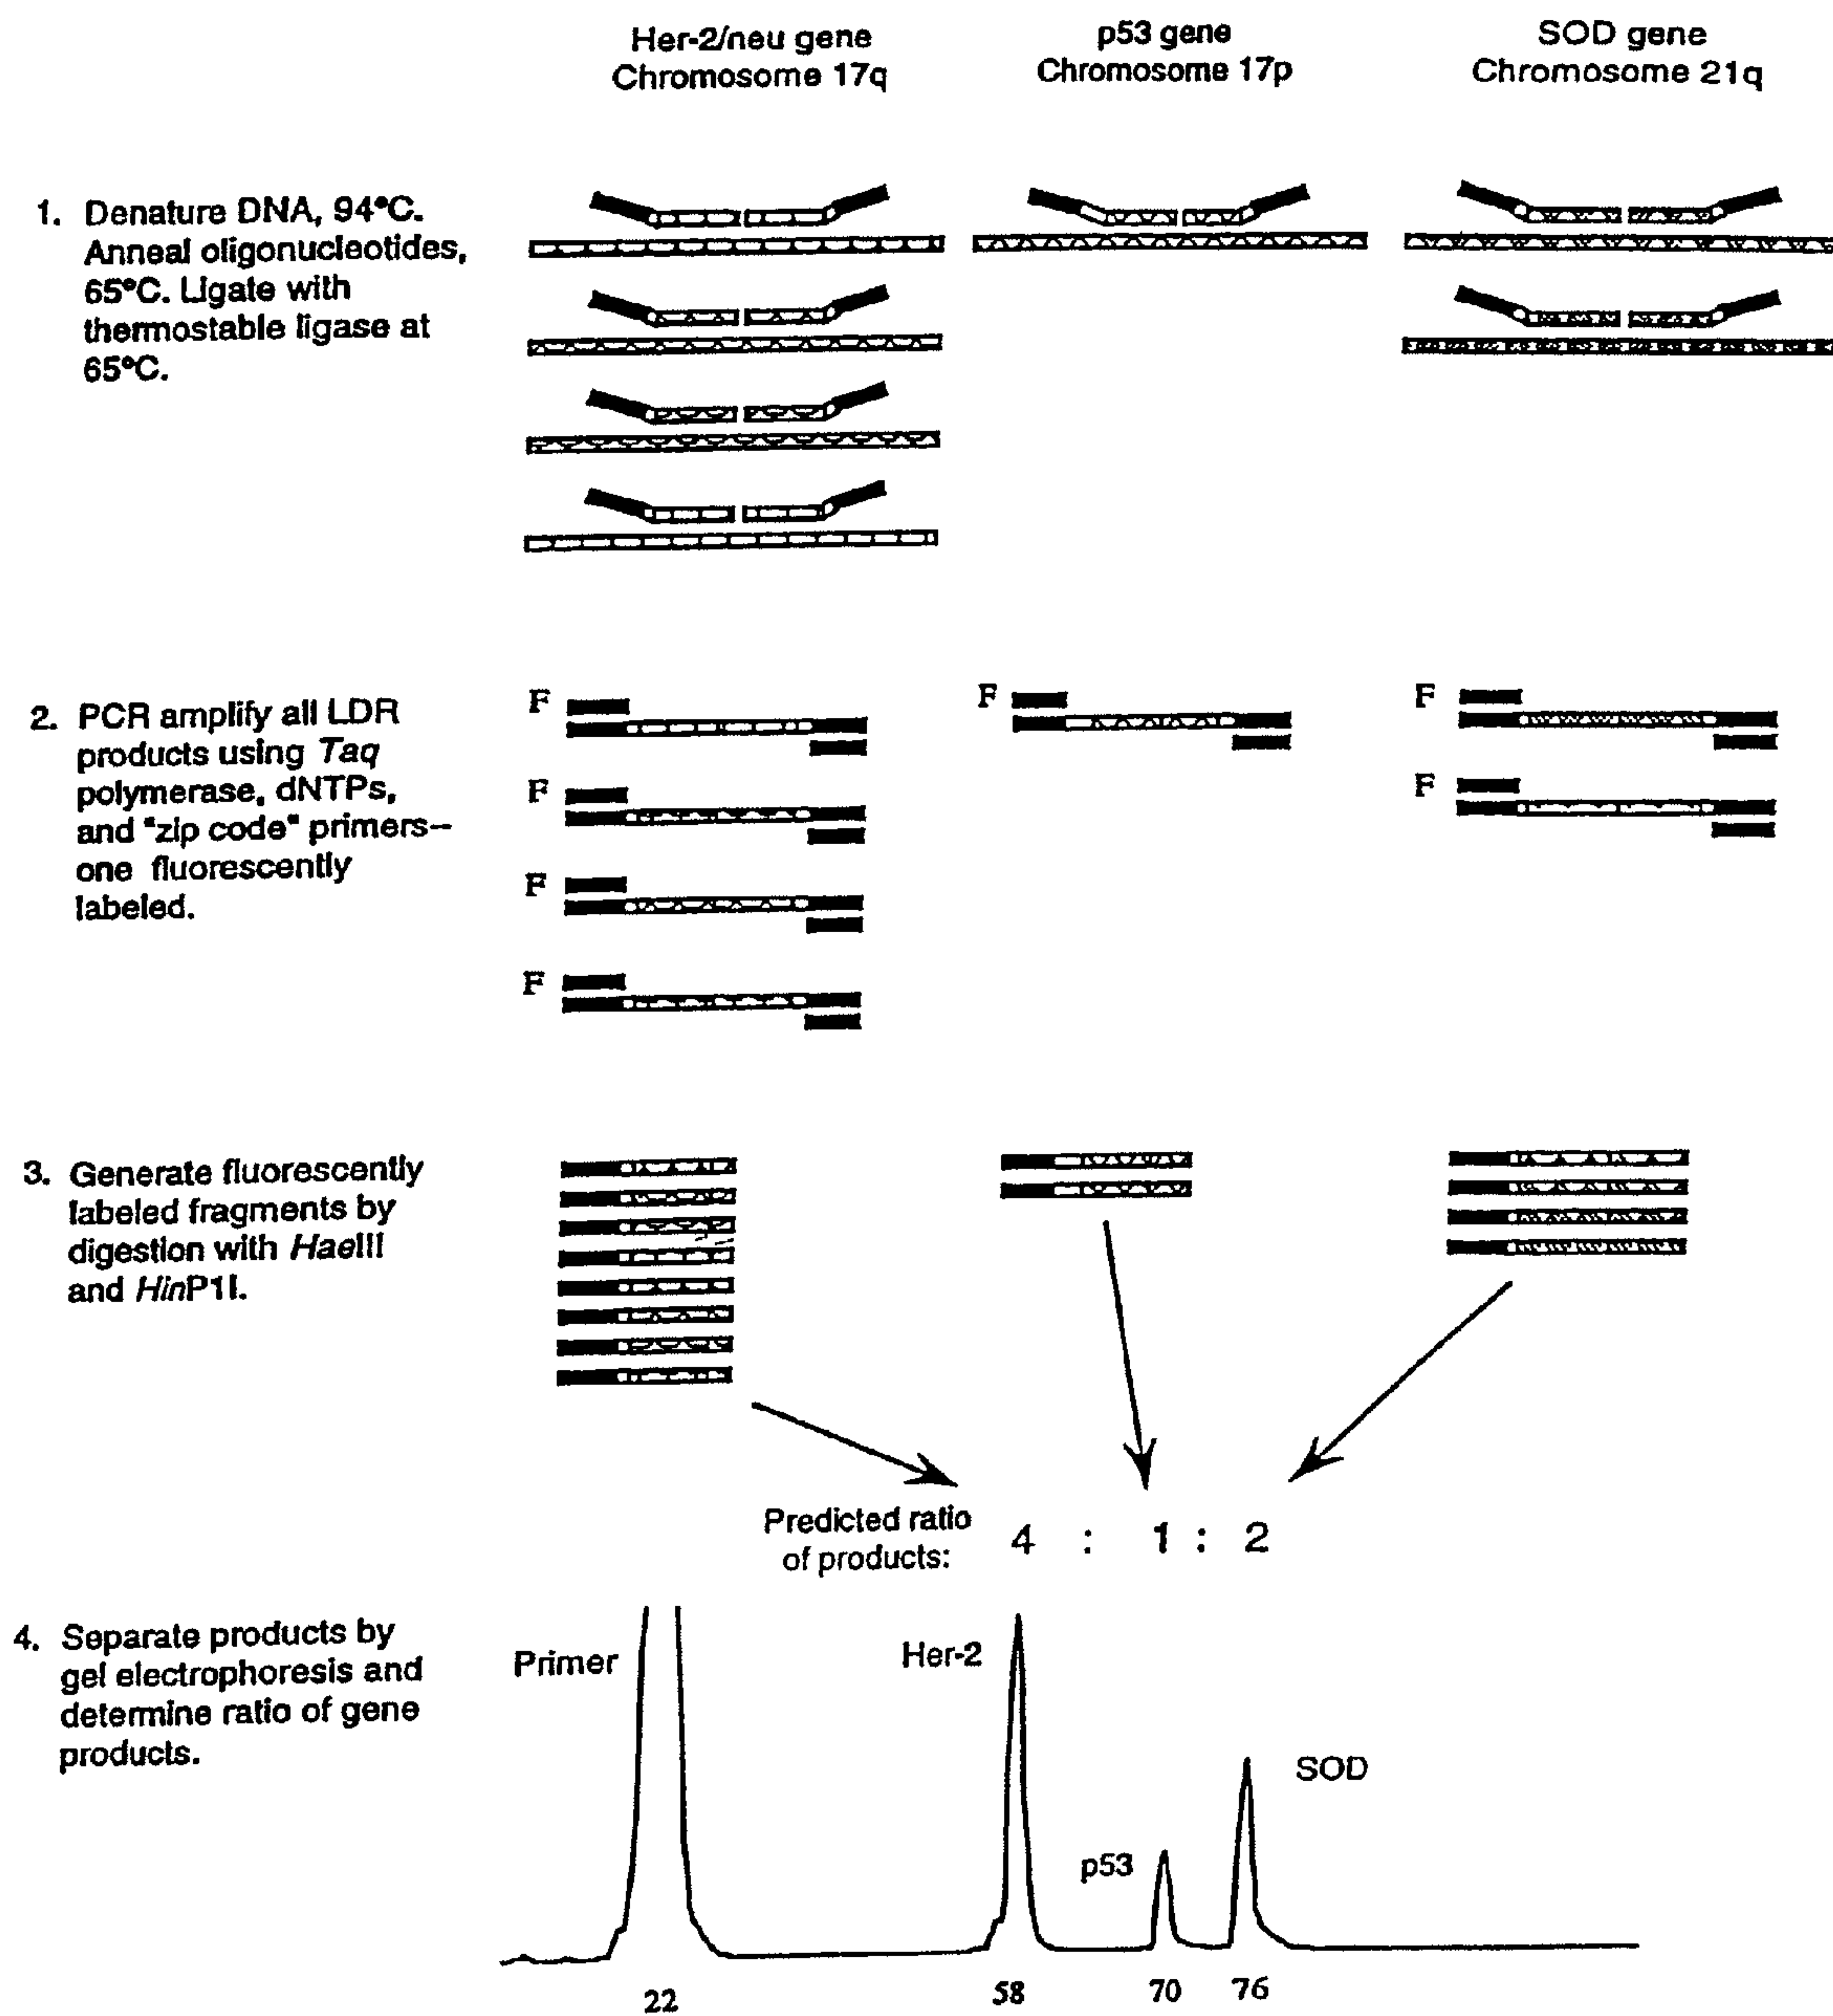 Her-2/neu gene
Chromosome 17q
p53 gene
Chromosome 17p
SOD gene
Chromosome 21q
1. Denature DNA, 94°C.
Anneal oligonucleotides,
65°C. Ligate with
thermostable ligase at
65°C.
2. PCR amplify all LDR
products using Taq
polymerase, dNTPs,
and "zip code" primers--
one fluorescently
labeled.
F
F
F
F
F
F
F
3. Generate fluorescently
labeled fragments by
digestion with HaeIII
and HinP1I.
Predicted ratio
of products:
4 : 1 : 2
4. Separate products by
gel electrophoresis and
determine ratio of gene
products.
Primer
Her-2
p53
SOD
22
58
70
76